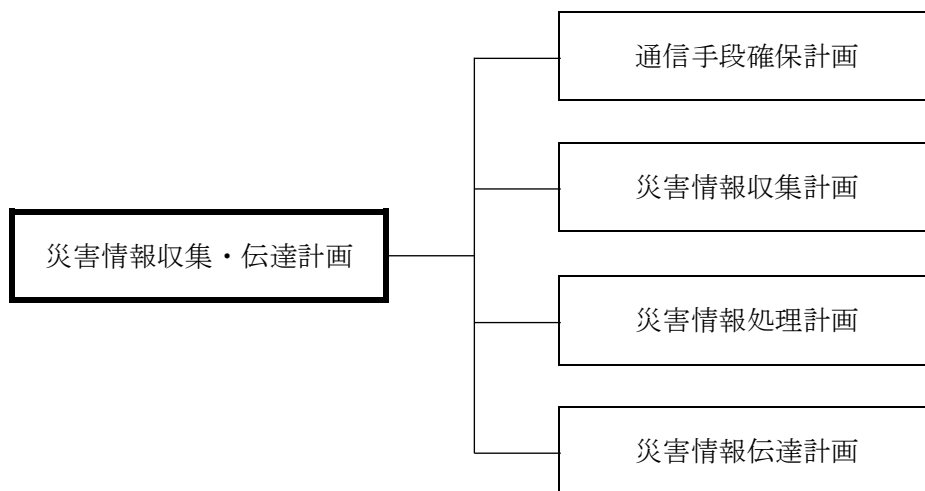 通信手段確保計画
災害情報収集計画
災害情報収集・伝達計画
災害情報処理計画
災害情報伝達計画